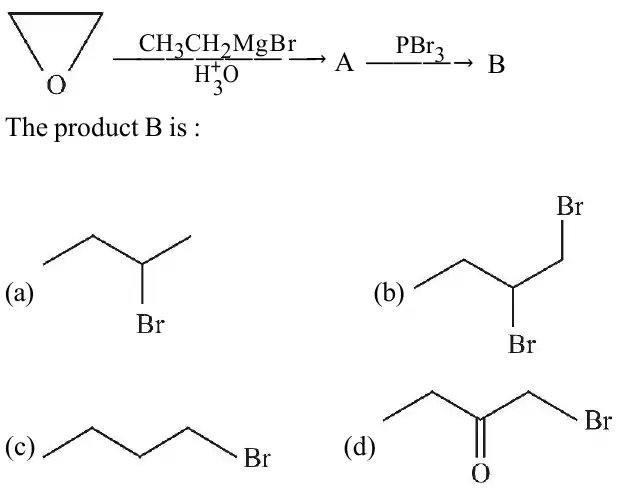 O
CH3CH2MgBr
H3+O
A
PBr3
B
The product B is :
(a)
Br
(b)
Br
Br
(c)
Br
(d)
Br
O